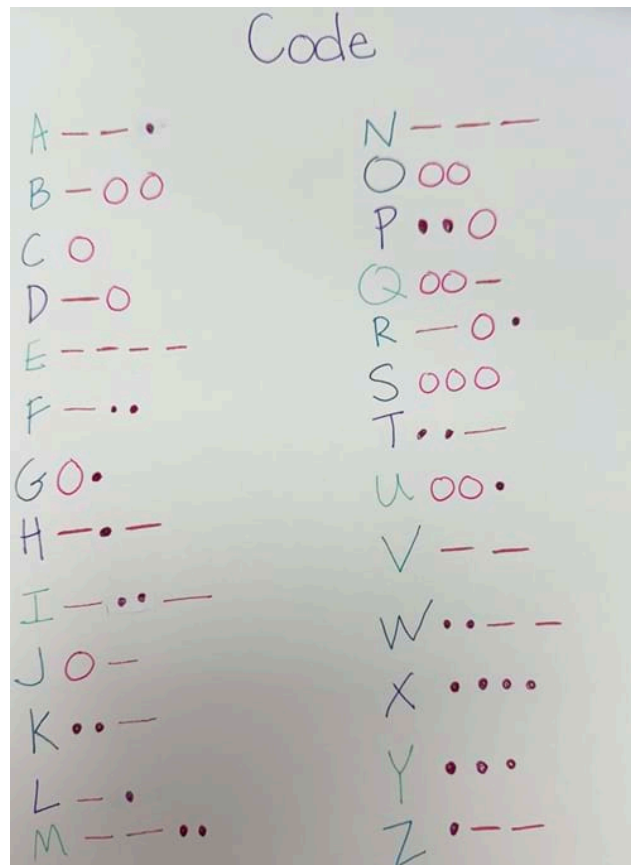 Code
A — — •
B — O O
C O
D — O
E — — — —
F — • •
G O •
H — • —
I — • • —
J O —
K • • —
L — •
M — — • •
N — — —
O O O
P • • O
Q O O —
R — O •
S O O O
T • • —
U O O •
V — —
W • • — —
X • • • •
Y • • •
Z • — —